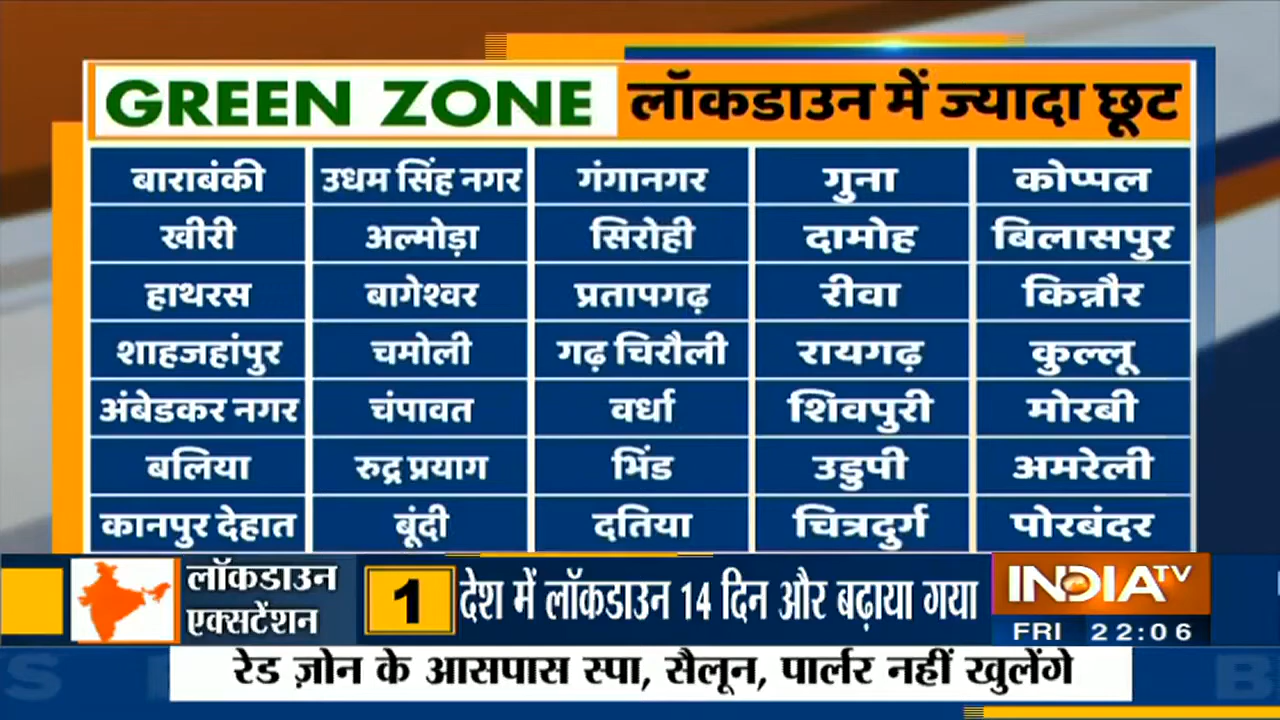 GREEN ZONE लॉकडाउन में ज्यादा छूट
बाराबंकी उधम सिंह नगर गंगानगर गुना कोप्पल
खीरी अल्मोड़ा सिरोही दामोह बिलासपुर
हाथरस बागेश्वर प्रतापगढ़ रीवा किन्नौर
शाहजहांपुर चमोली गढ़ चिरौली रायगढ़ कुल्लू
अंबेडकर नगर चंपावत वर्धा शिवपुरी मोरबी
बलिया रुद्र प्रयाग भिंड उडुपी अमरेली
कानपुर देहात बूंदी दतिया चित्रदुर्ग पोरबंदर
लॉकडाउन
एक्सटेंशन
1 देश में लॉकडाउन 14 दिन और बढ़ाया गया
INDIA TV
FRI 22:06
रेड ज़ोन के आसपास स्पा, सैलून, पार्लर नहीं खुलेंगे